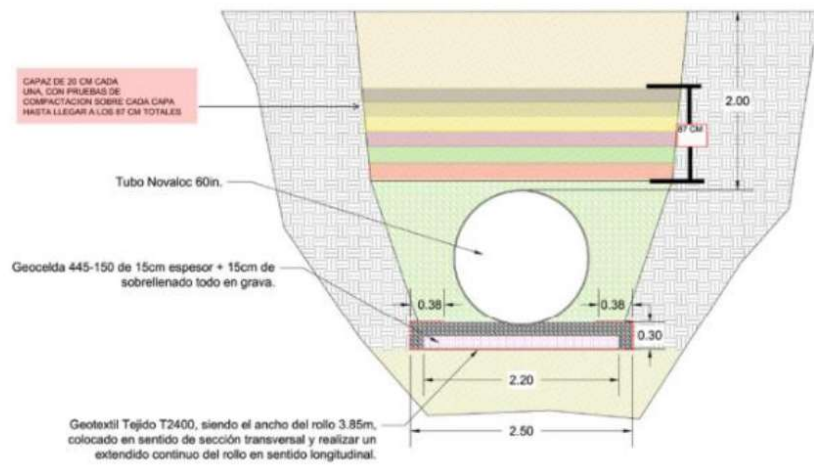 CAPAZ DE 20 CM CADA
UNA, CON PRUEBAS DE
COMPACTACION SOBRE CADA CAPA
HASTA LLEGAR A LOS 87 CM TOTALES
2.00
87 CM
Tubo Novaloc 60in.
Geocelda 445-150 de 15cm espesor + 15cm de
sobrellenado todo en grava.
0.38
0.38
0.30
2.20
Geotextil Tejido T2400, siendo el ancho del rollo 3.85m,
colocado en sentido de sección transversal y realizar un
extendido continuo del rollo en sentido longitudinal.
2.50